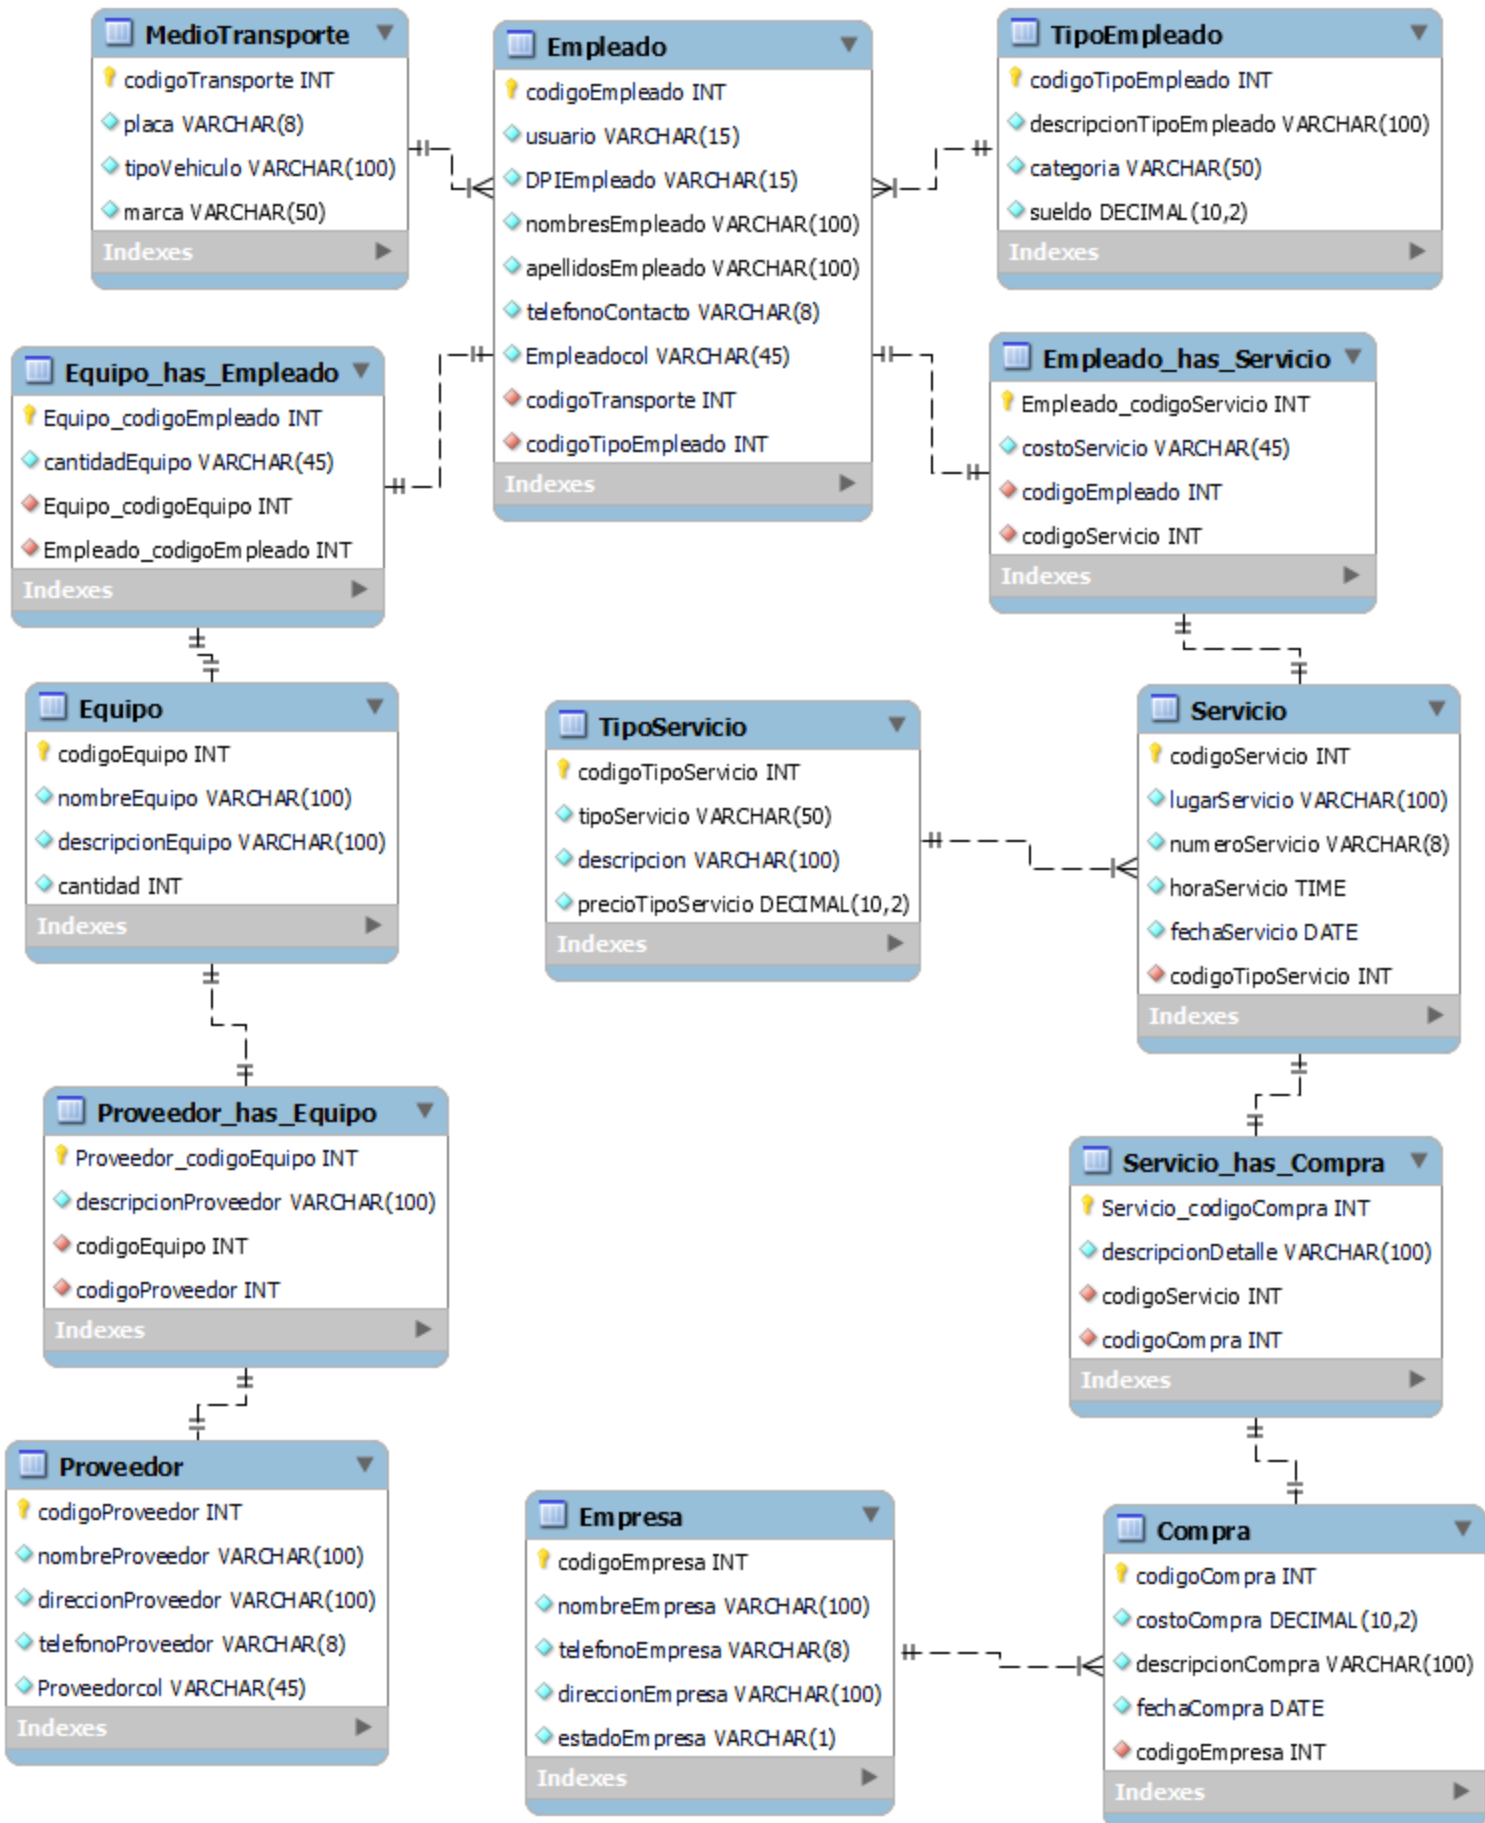 MedioTransporte
codigoTransporte INT
placa VARCHAR(8)
tipoVehiculo VARCHAR(100)
marca VARCHAR(50)
Indexes
Empleado
codigoEmpleado INT
usuario VARCHAR(15)
DPIEmpleado VARCHAR(15)
nombresEmpleado VARCHAR(100)
apellidosEmpleado VARCHAR(100)
telefonoContacto VARCHAR(8)
Empleadocol VARCHAR(45)
codigoTransporte INT
codigoTipoEmpleado INT
Indexes
TipoEmpleado
codigoTipoEmpleado INT
descripcionTipoEmpleado VARCHAR(100)
categoria VARCHAR(50)
sueldo DECIMAL(10,2)
Indexes
Equipo_has_Empleado
Equipo_codigoEmpleado INT
cantidadEquipo VARCHAR(45)
Equipo_codigoEquipo INT
Empleado_codigoEmpleado INT
Indexes
Empleado_has_Servicio
Empleado_codigoServicio INT
costoServicio VARCHAR(45)
codigoEmpleado INT
codigoServicio INT
Indexes
Equipo
codigoEquipo INT
nombreEquipo VARCHAR(100)
descripcionEquipo VARCHAR(100)
cantidad INT
Indexes
TipoServicio
codigoTipoServicio INT
tipoServicio VARCHAR(50)
descripcion VARCHAR(100)
precioTipoServicio DECIMAL(10,2)
Indexes
Servicio
codigoServicio INT
lugarServicio VARCHAR(100)
numeroServicio VARCHAR(8)
horaServicio TIME
fechaServicio DATE
codigoTipoServicio INT
Indexes
Proveedor_has_Equipo
Proveedor_codigoEquipo INT
descripcionProveedor VARCHAR(100)
codigoEquipo INT
codigoProveedor INT
Indexes
Servicio_has_Compra
Servicio_codigoCompra INT
descripcionDetalle VARCHAR(100)
codigoServicio INT
codigoCompra INT
Indexes
Proveedor
codigoProveedor INT
nombreProveedor VARCHAR(100)
direccionProveedor VARCHAR(100)
telefonoProveedor VARCHAR(8)
Proveedorcol VARCHAR(45)
Indexes
Empresa
codigoEmpresa INT
nombreEmpresa VARCHAR(100)
telefonoEmpresa VARCHAR(8)
direccionEmpresa VARCHAR(100)
estadoEmpresa VARCHAR(1)
Indexes
Compra
codigoCompra INT
costoCompra DECIMAL(10,2)
descripcionCompra VARCHAR(100)
fechaCompra DATE
codigoEmpresa INT
Indexes